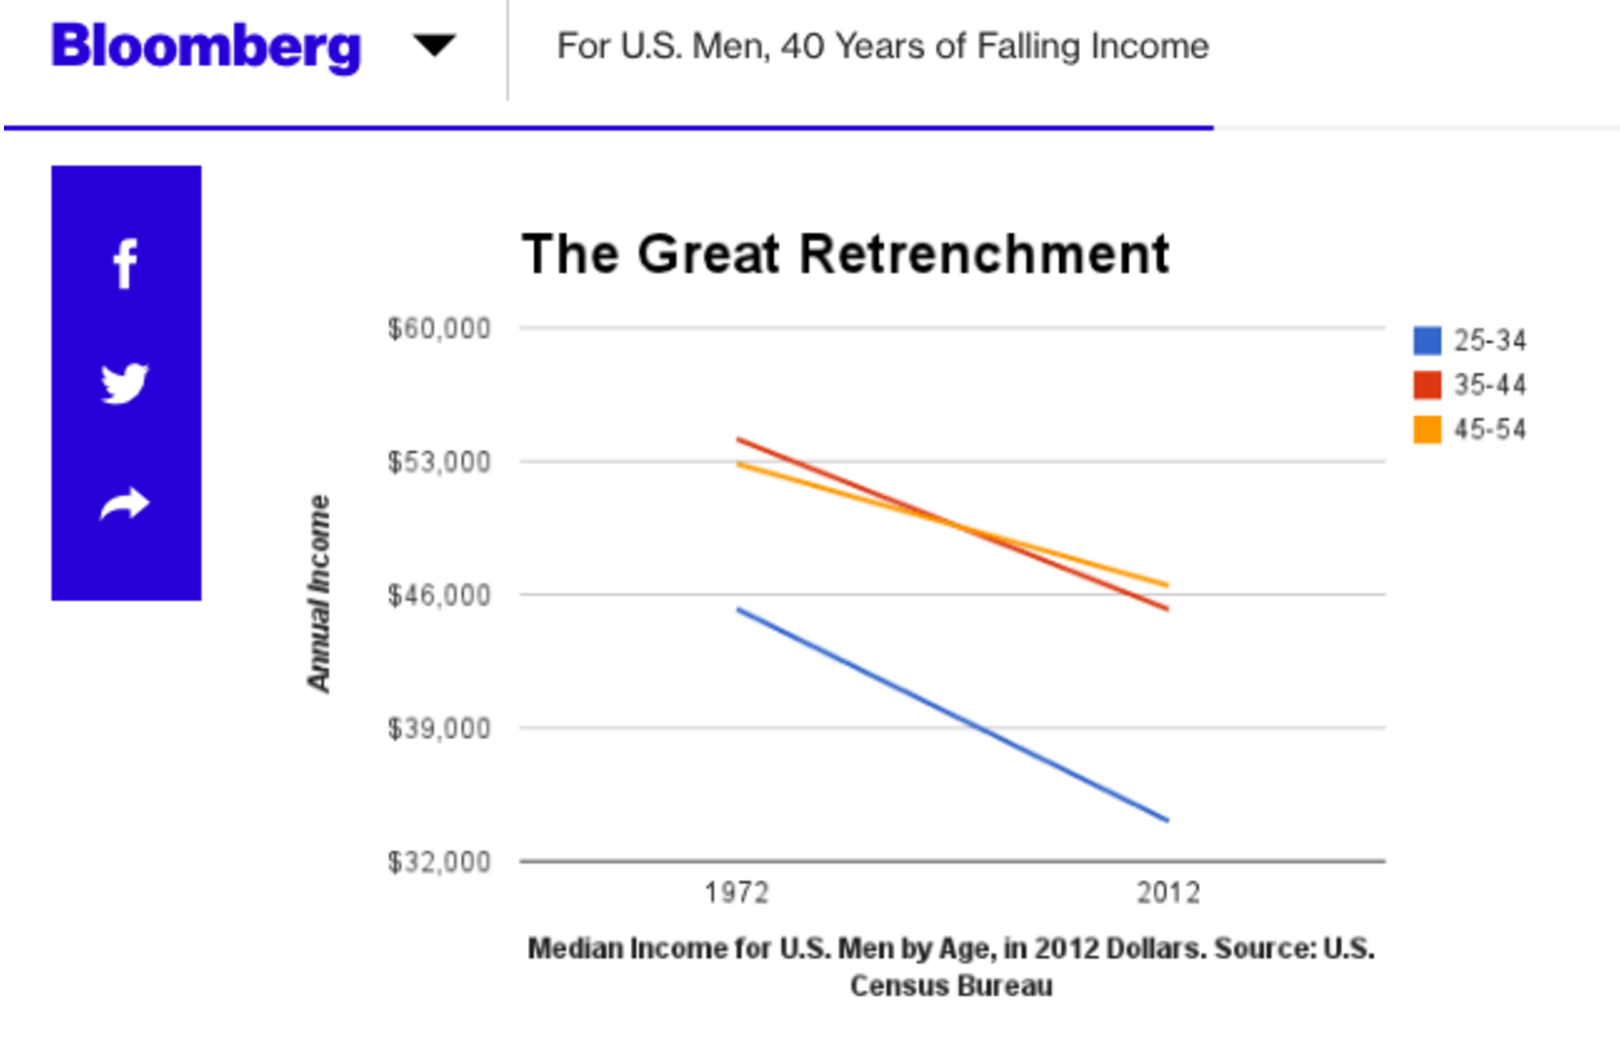 Bloomberg
For U.S. Men, 40 Years of Falling Income
The Great Retrenchment
$60,000
$53,000
$46,000
$39,000
$32,000
Annual Income
25-34
35-44
45-54
1972
2012
Median Income for U.S. Men by Age, in 2012 Dollars. Source: U.S.
Census Bureau